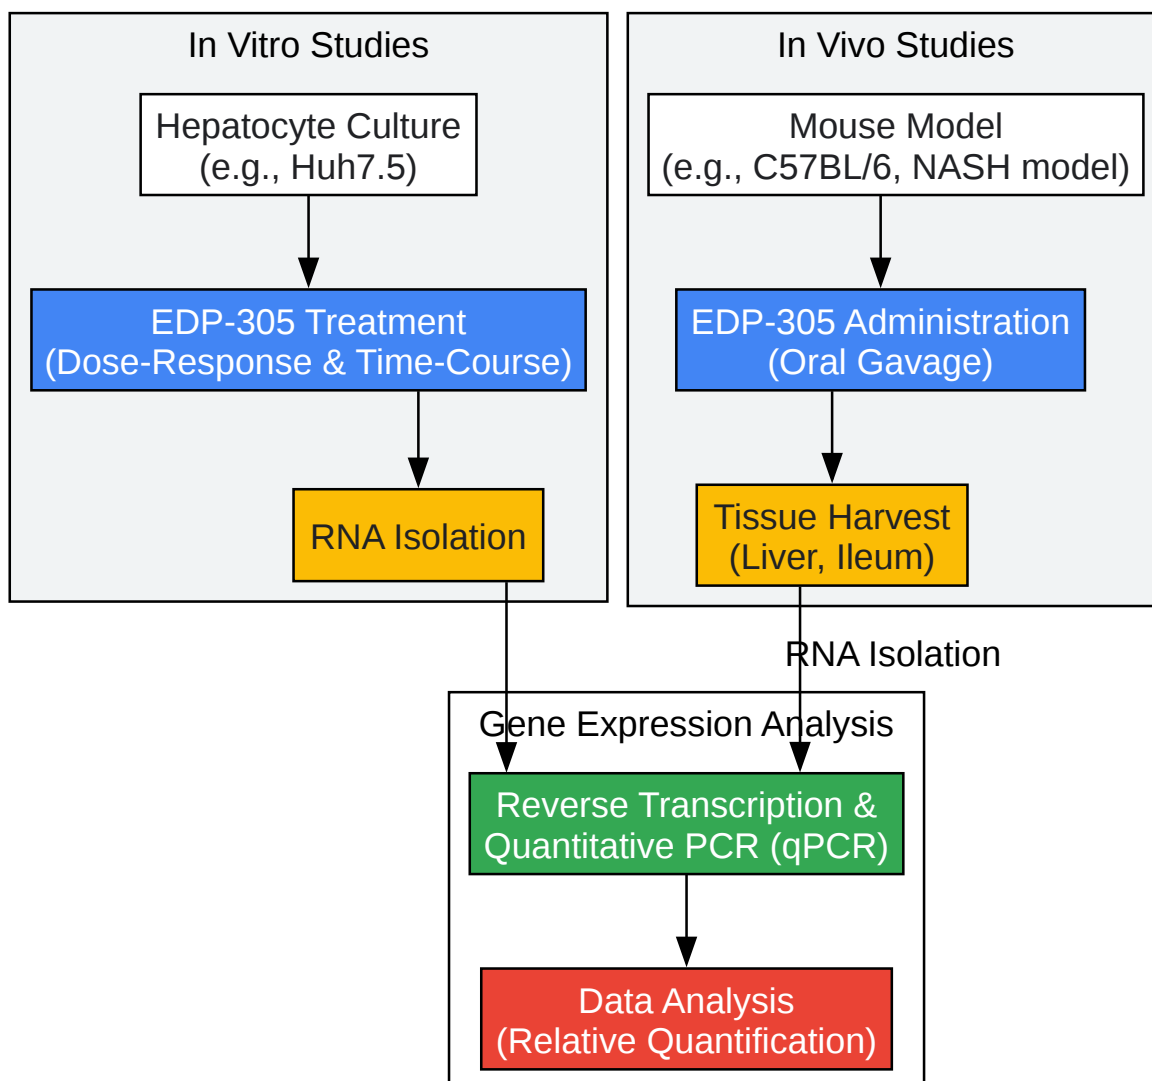 In Vitro Studies
Hepatocyte Culture
(e.g., Huh7.5)
EDP-305 Treatment
(Dose-Response & Time-Course)
RNA Isolation
In Vivo Studies
Mouse Model
(e.g., C57BL/6, NASH model)
EDP-305 Administration
(Oral Gavage)
Tissue Harvest
(Liver, Ileum)
RNA Isolation
Gene Expression Analysis
Reverse Transcription &
Quantitative PCR (qPCR)
Data Analysis
(Relative Quantification)